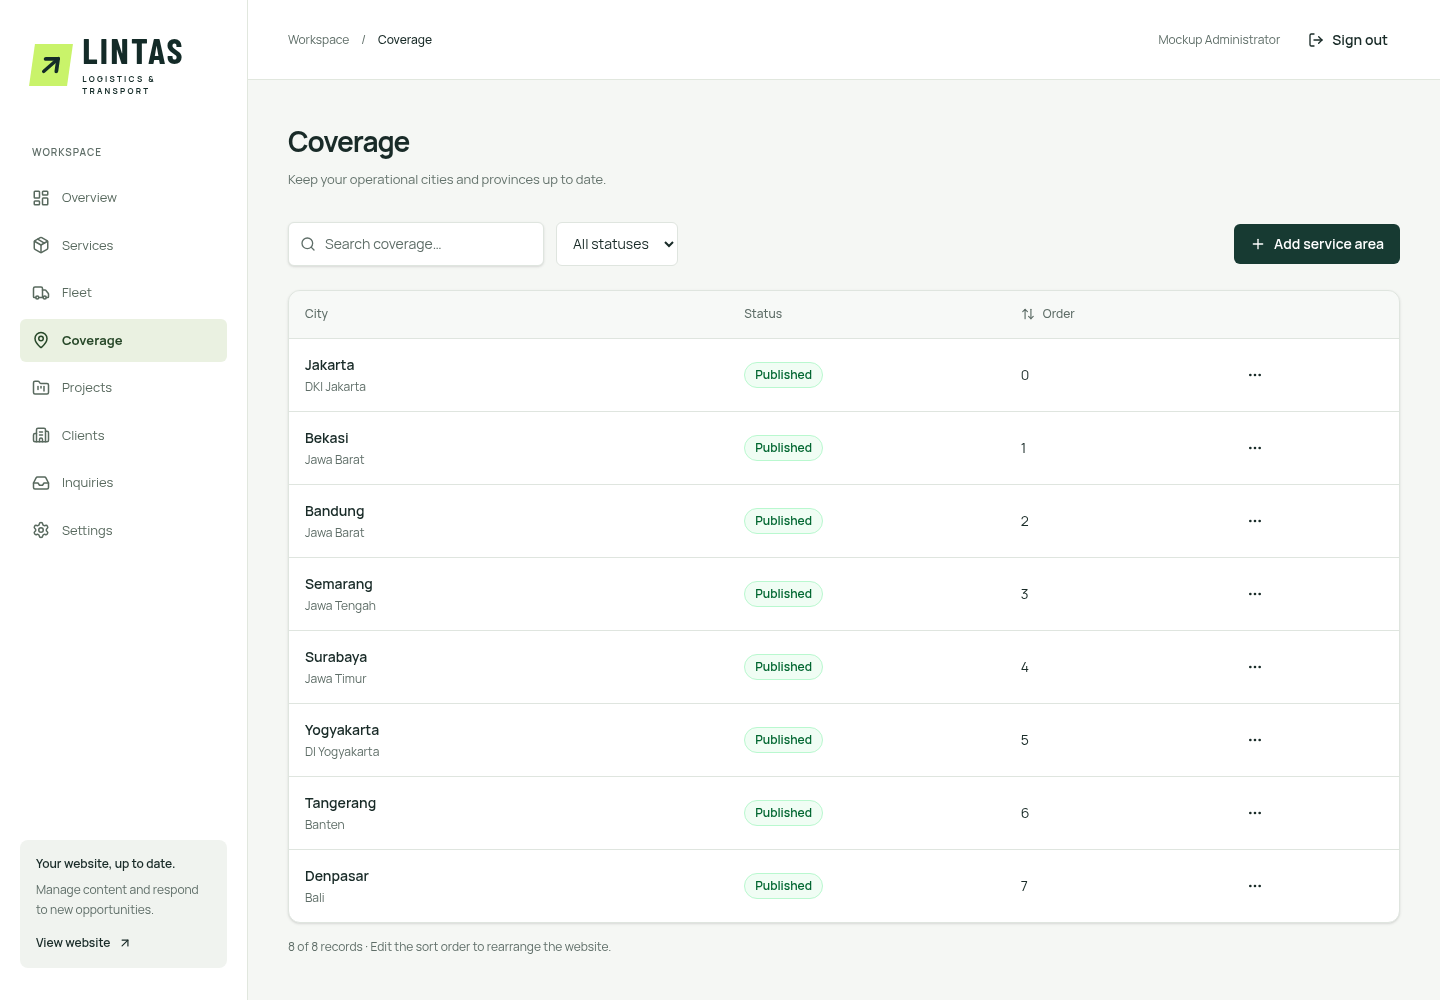 LINTAS
LOGISTICS &
TRANSPORT
WORKSPACE
Overview
Services
Fleet
Coverage
Projects
Clients
Inquiries
Settings
Your website, up to date.
Manage content and respond
to new opportunities.
View website
Workspace / Coverage
Mockup Administrator
Sign out
Coverage
Keep your operational cities and provinces up to date.
Search coverage...
All statuses
Add service area
City Status Order
Jakarta
DKI Jakarta
Published 0
Bekasi
Jawa Barat
Published 1
Bandung
Jawa Barat
Published 2
Semarang
Jawa Tengah
Published 3
Surabaya
Jawa Timur
Published 4
Yogyakarta
DI Yogyakarta
Published 5
Tangerang
Banten
Published 6
Denpasar
Bali
Published 7
8 of 8 records · Edit the sort order to rearrange the website.